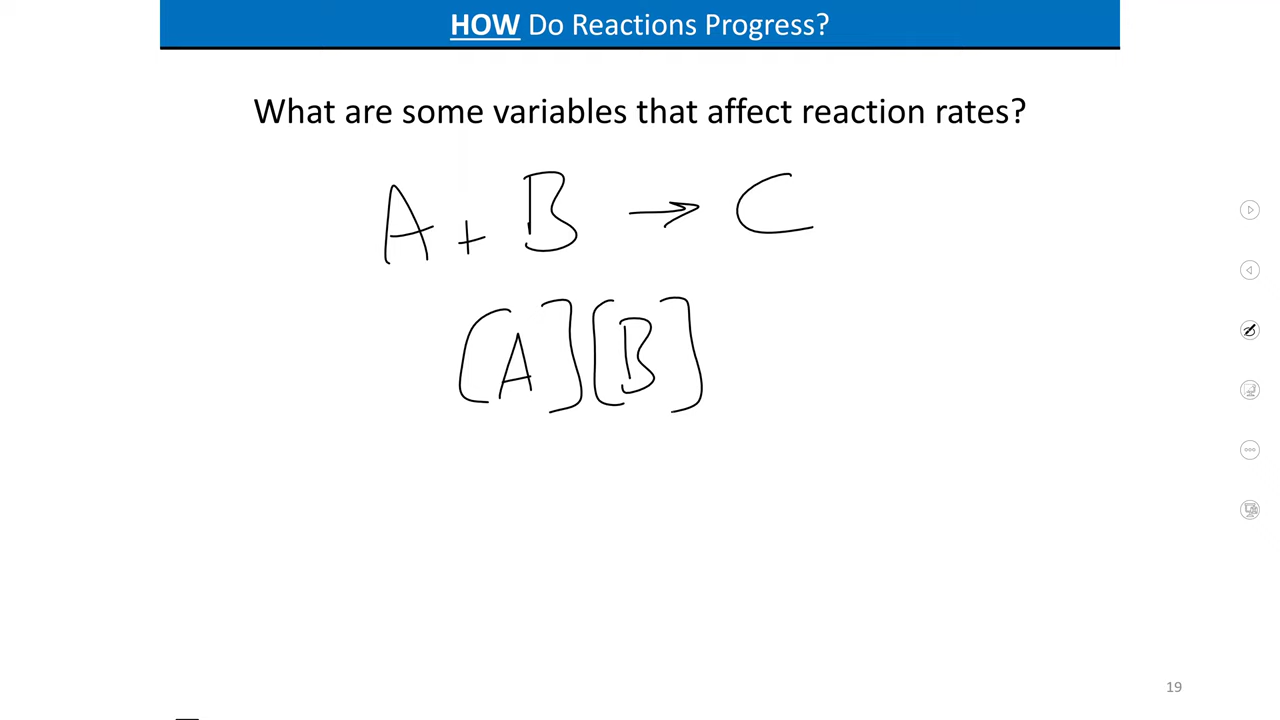 HOW Do Reactions Progress?
What are some variables that affect reaction rates?
A + B → C
[A][B]
19